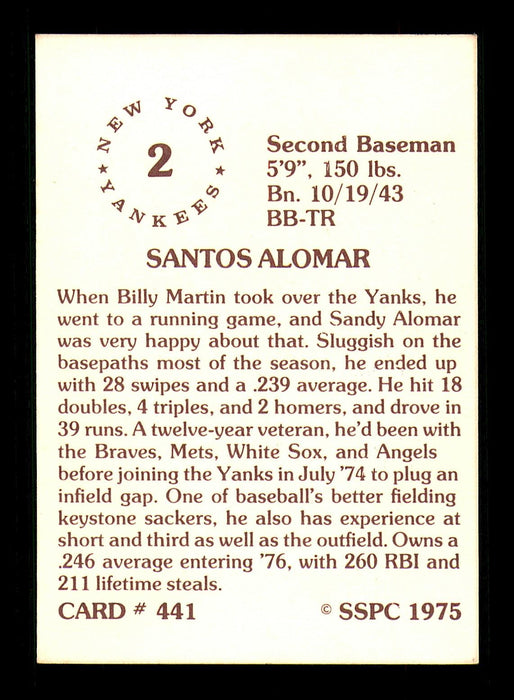 NEW YORK
2
★ YANKEES ★
Second Baseman
5'9", 150 lbs.
Bn. 10/19/43
BB-TR
SANTOS ALOMAR
When Billy Martin took over the Yanks, he
went to a running game, and Sandy Alomar
was very happy about that. Sluggish on the
basepaths most of the season, he ended up
with 28 swipes and a .239 average. He hit 18
doubles, 4 triples, and 2 homers, and drove in
39 runs. A twelve-year veteran, he'd been with
the Braves, Mets, White Sox, and Angels
before joining the Yanks in July '74 to plug an
infield gap. One of baseball's better fielding
keystone sackers, he also has experience at
short and third as well as the outfield. Owns a
.246 average entering '76, with 260 RBI and
211 lifetime steals.
CARD # 441
© SSPC 1975